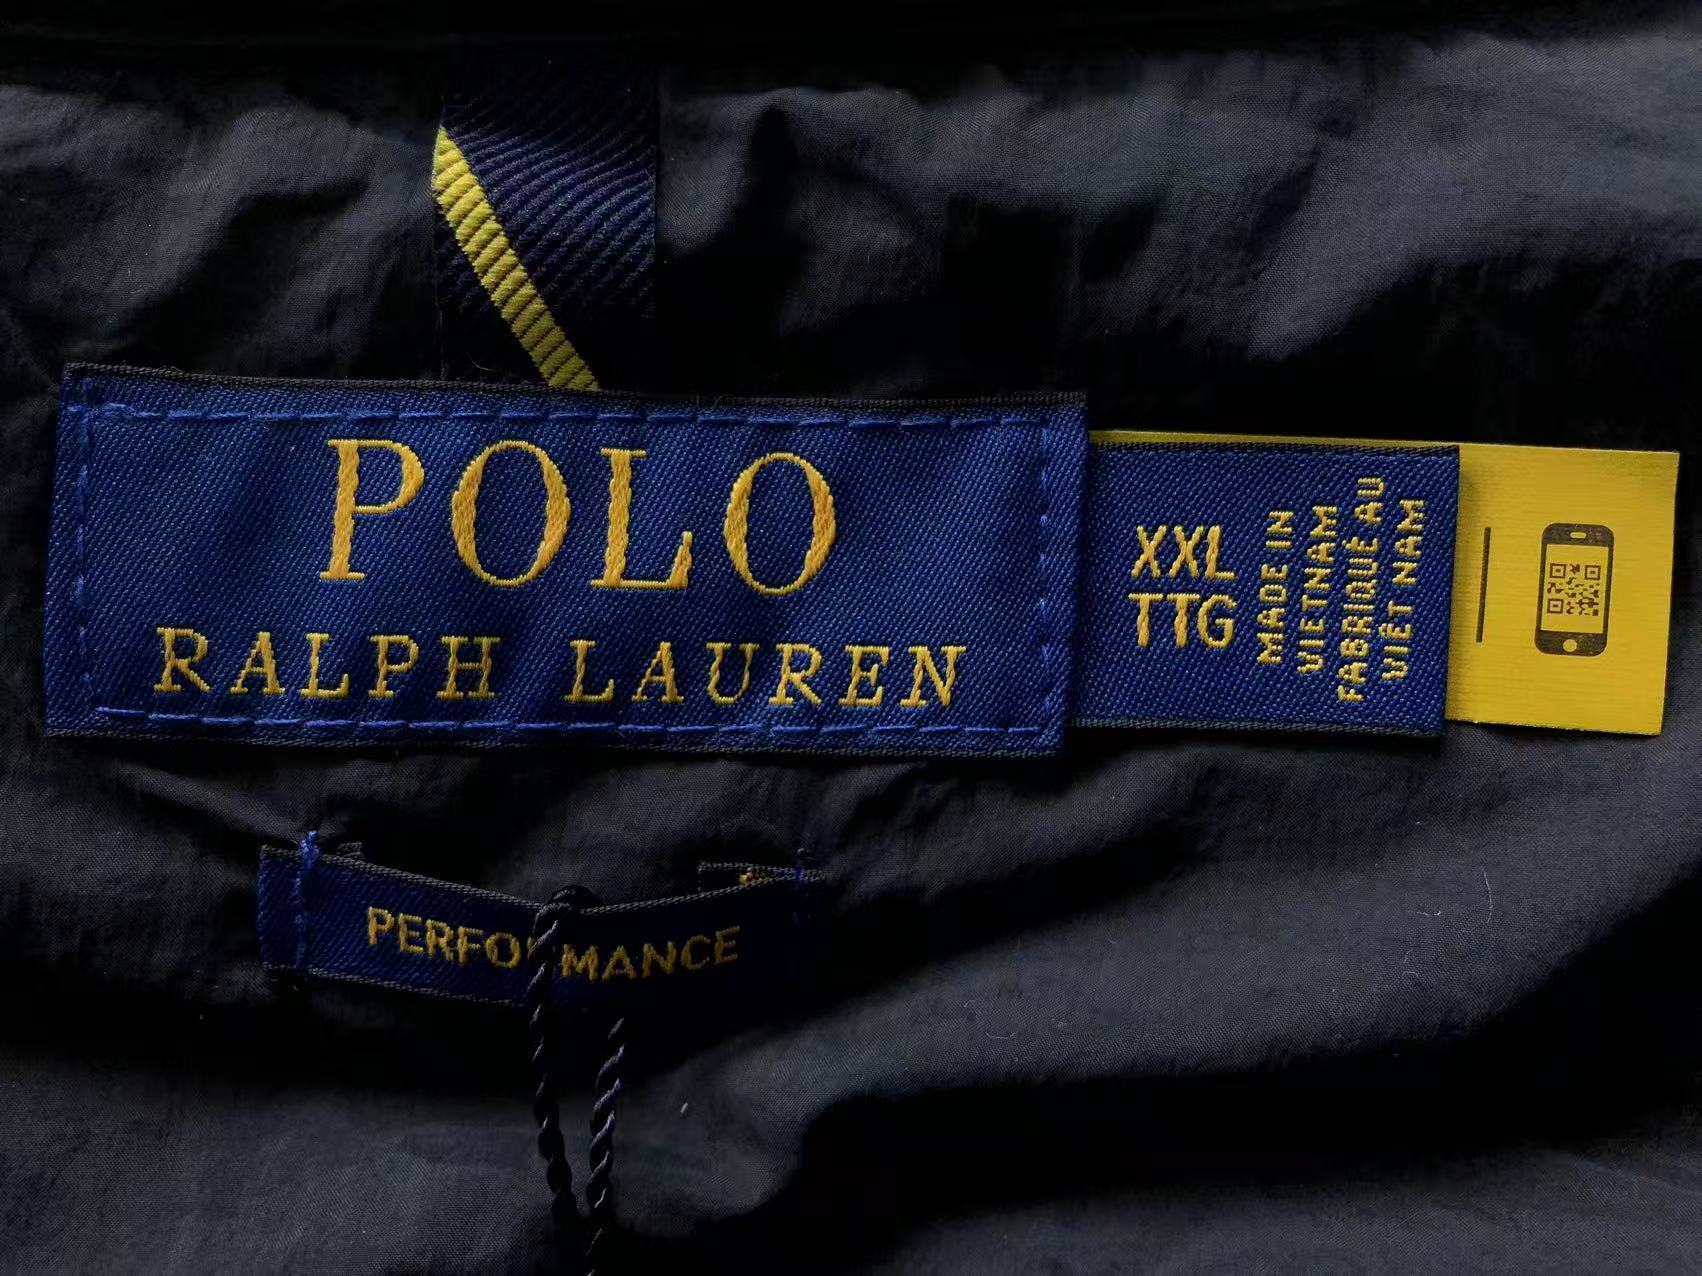 POLO
RALPH LAUREN
XXL
TTG
MADE IN
VIETNAM
FABRIQUÉ AU
VIÊT NAM
PERFORMANCE